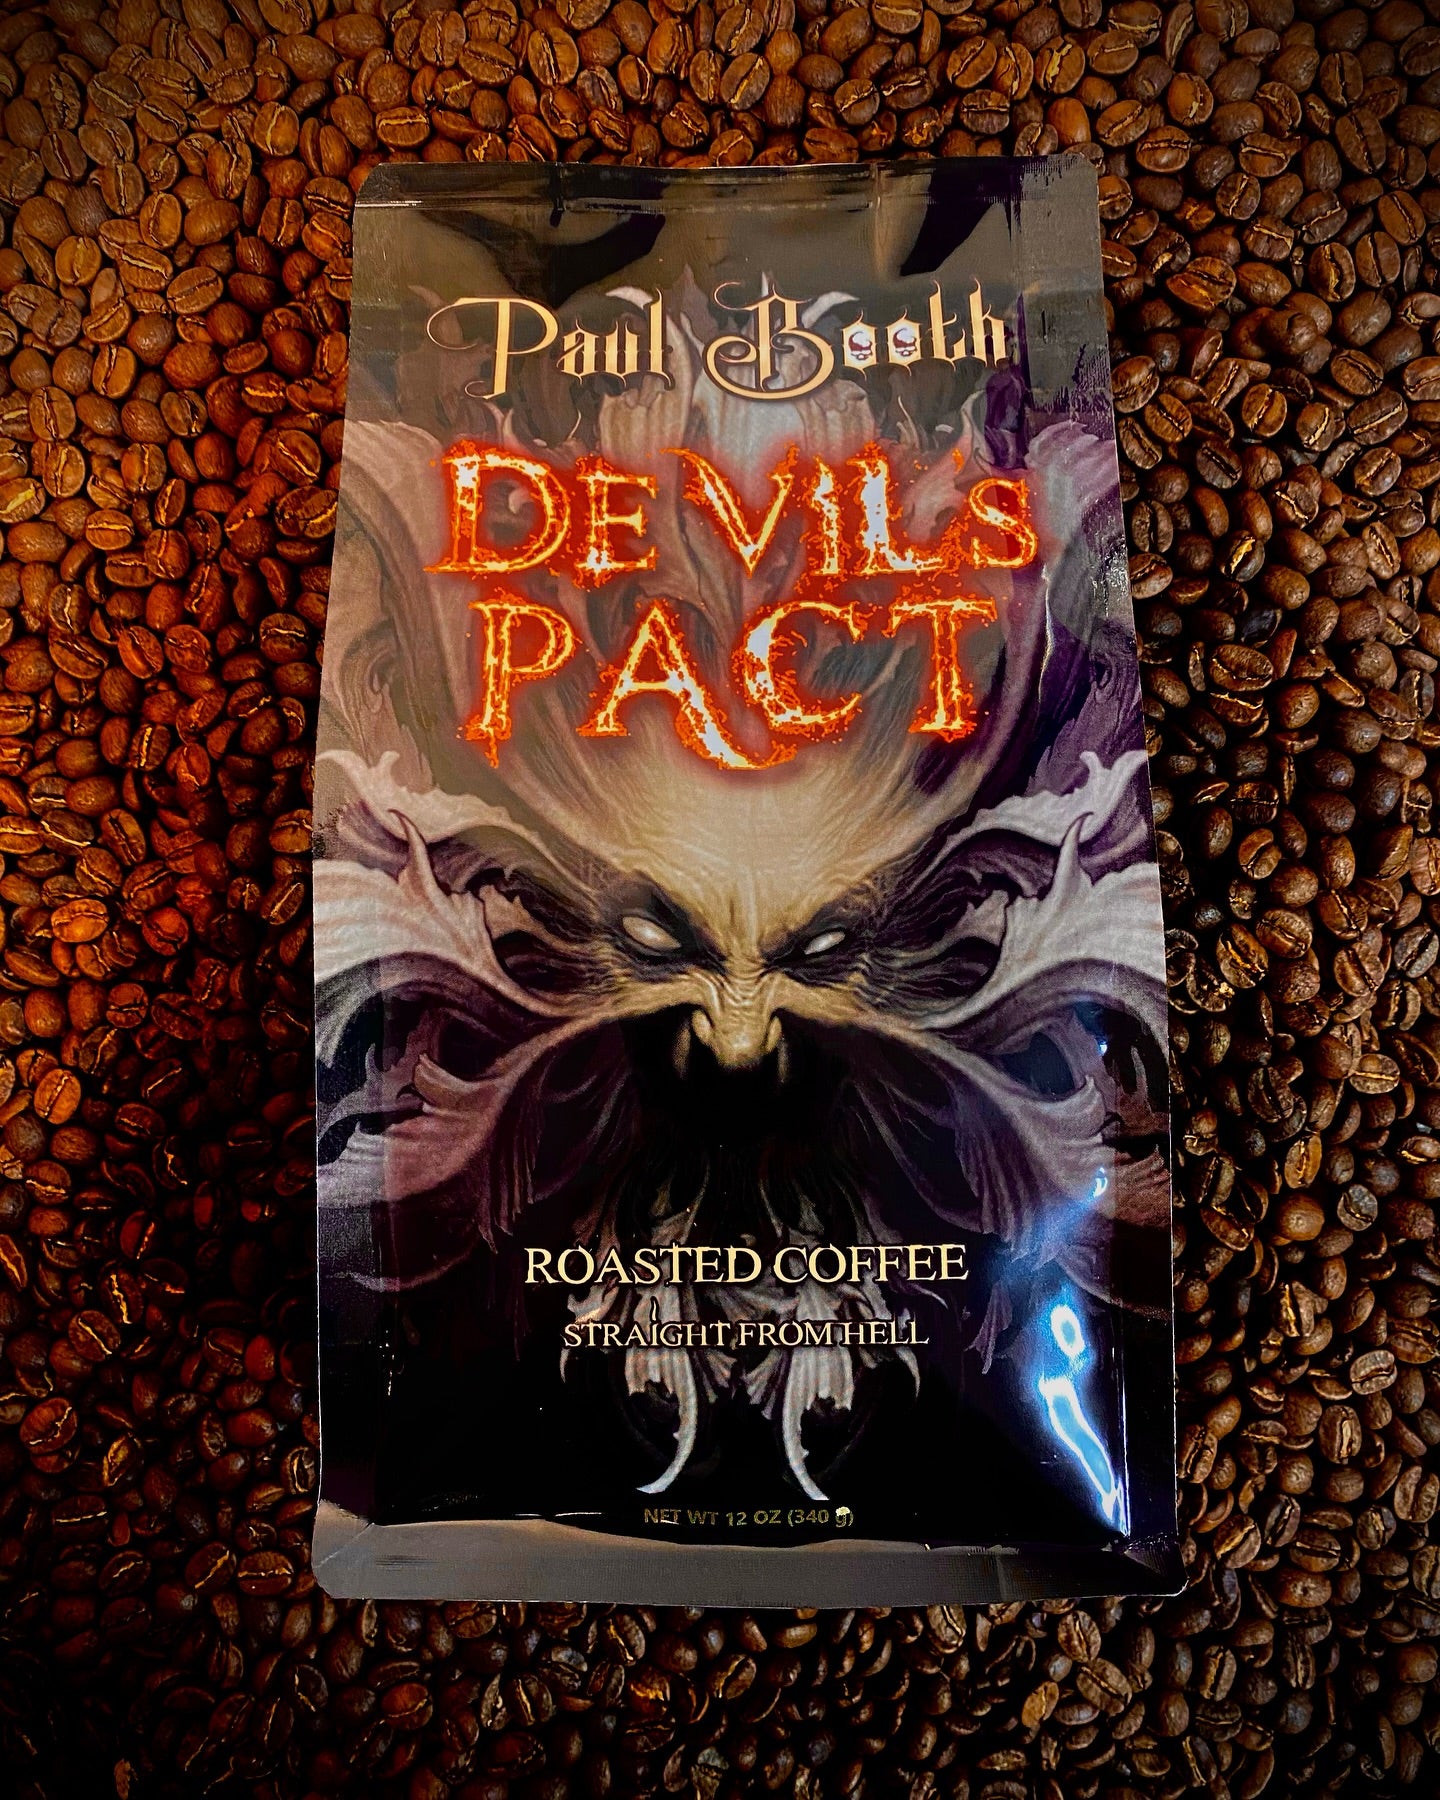 Paul Booth
DEVIL'S
PACT
ROASTED COFFEE
STRAIGHT FROM HELL
NET WT 12 OZ (340 g)